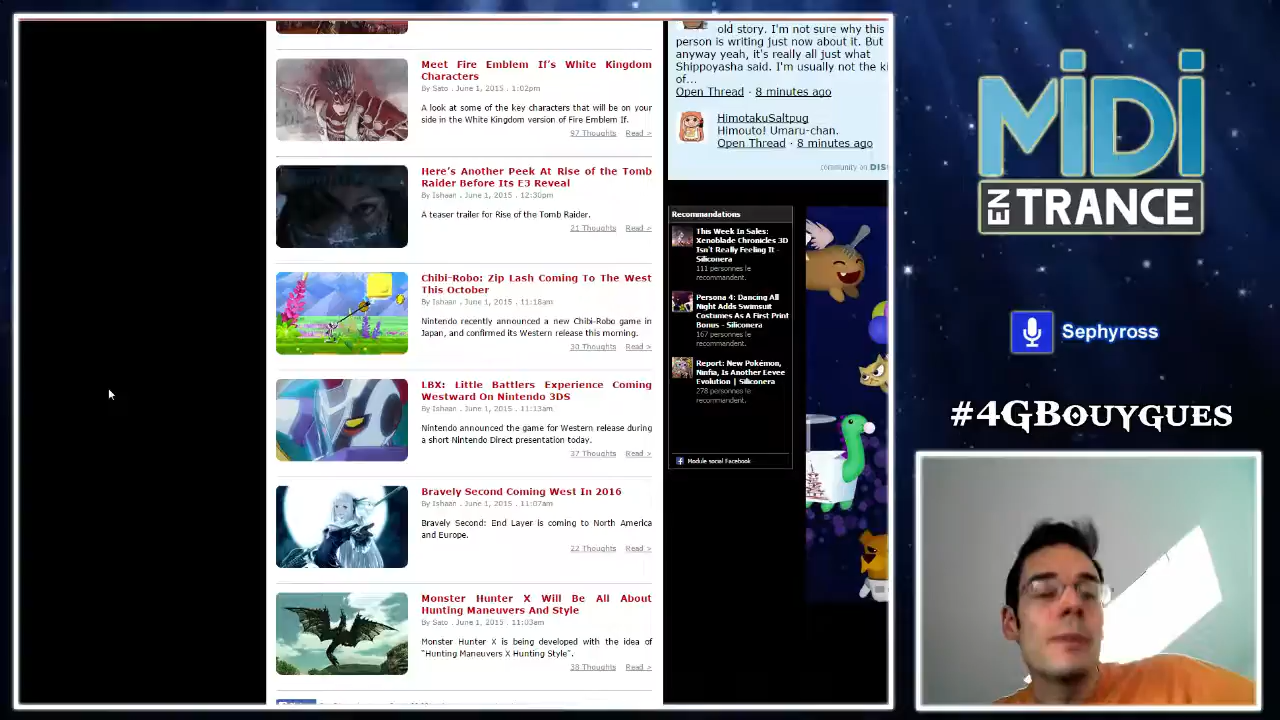 Meet Fire Emblem If's White Kingdom
Characters
By Sato . June 1, 2015 . 1:02pm
A look at some of the key characters that will be on your
side in the White Kingdom version of Fire Emblem If.
97 Thoughts Read >
Here's Another Peek At Rise of the Tomb
Raider Before Its E3 Reveal
By Ishaan . June 1, 2015 . 12:30pm
A teaser trailer for Rise of the Tomb Raider.
21 Thoughts Read >
Chibi-Robo: Zip Lash Coming To The West
This October
By Ishaan . June 1, 2015 . 11:18am
Nintendo recently announced a new Chibi-Robo game in
Japan, and confirmed its Western release this morning.
30 Thoughts Read >
LBX: Little Battlers Experience Coming
Westward On Nintendo 3DS
By Ishaan . June 1, 2015 . 11:13am
Nintendo announced the game for Western release during
a short Nintendo Direct presentation today.
37 Thoughts Read >
Bravely Second Coming West In 2016
By Ishaan . June 1, 2015 . 11:07am
Bravely Second: End Layer is coming to North America
and Europe.
22 Thoughts Read >
Monster Hunter X Will Be All About
Hunting Maneuvers And Style
By Sato . June 1, 2015 . 11:03am
Monster Hunter X is being developed with the idea of
"Hunting Maneuvers X Hunting Style".
38 Thoughts Read >
old story. I'm not sure why this
person is writing just now about it. But
anyway yeah, it's really all just what
Shippoyasha said. I'm usually not the ki
of...
Open Thread · 8 minutes ago
HimotakuSaltpug
Himouto! Umaru-chan.
Open Thread · 8 minutes ago
community on DIS
Recommandations
This Week In Sales:
Xenoblade Chronicles 3D
Isn't Really Feeling It -
Siliconera
111 personnes le
recommandent.
Persona 4: Dancing All
Night Adds Swimsuit
Costumes As A First Print
Bonus - Siliconera
167 personnes le
recommandent.
Report: New Pokémon,
Ninfia, Is Another Eevee
Evolution | Siliconera
278 personnes le
recommandent.
Module social Facebook
MiDi
EN TRANCE
Sephyross
#4GBOUYGUES